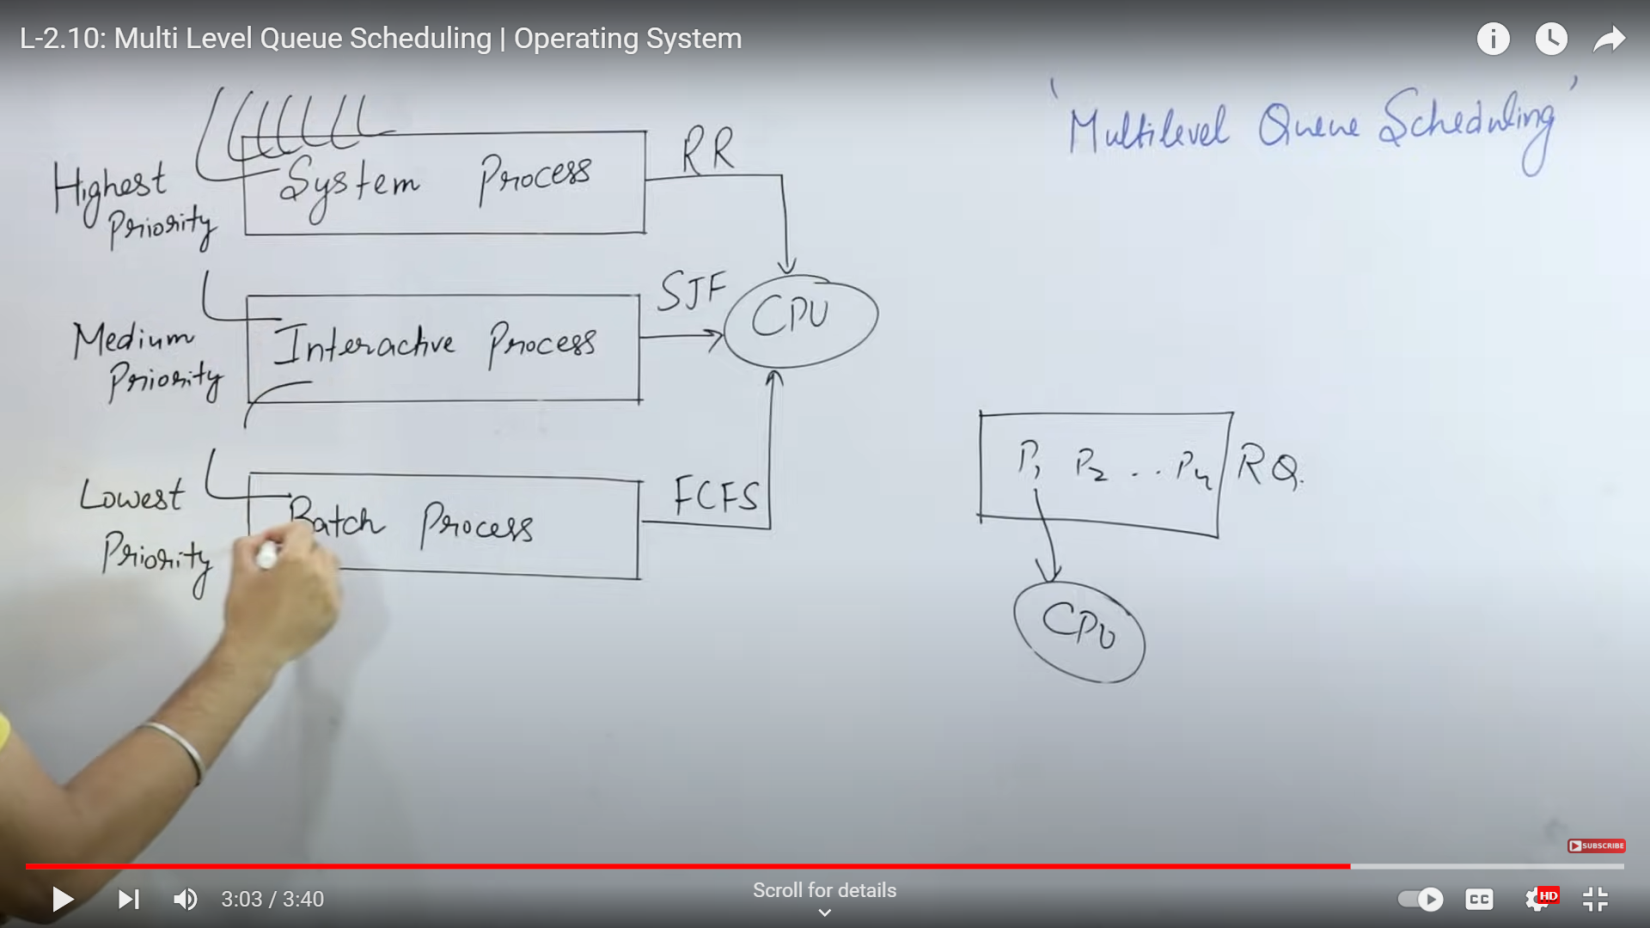 L-2.10: Multi Level Queue Scheduling | Operating System
'Multilevel Queue Scheduling'
Highest
Priority
System Process
RR
Medium
Priority
Interactive Process
SJF
CPU
Lowest
Priority
Batch Process
FCFS
P1 P2 ... P4 RQ.
CPU
SUBSCRIBE
3:03 / 3:40
Scroll for details
CC
HD